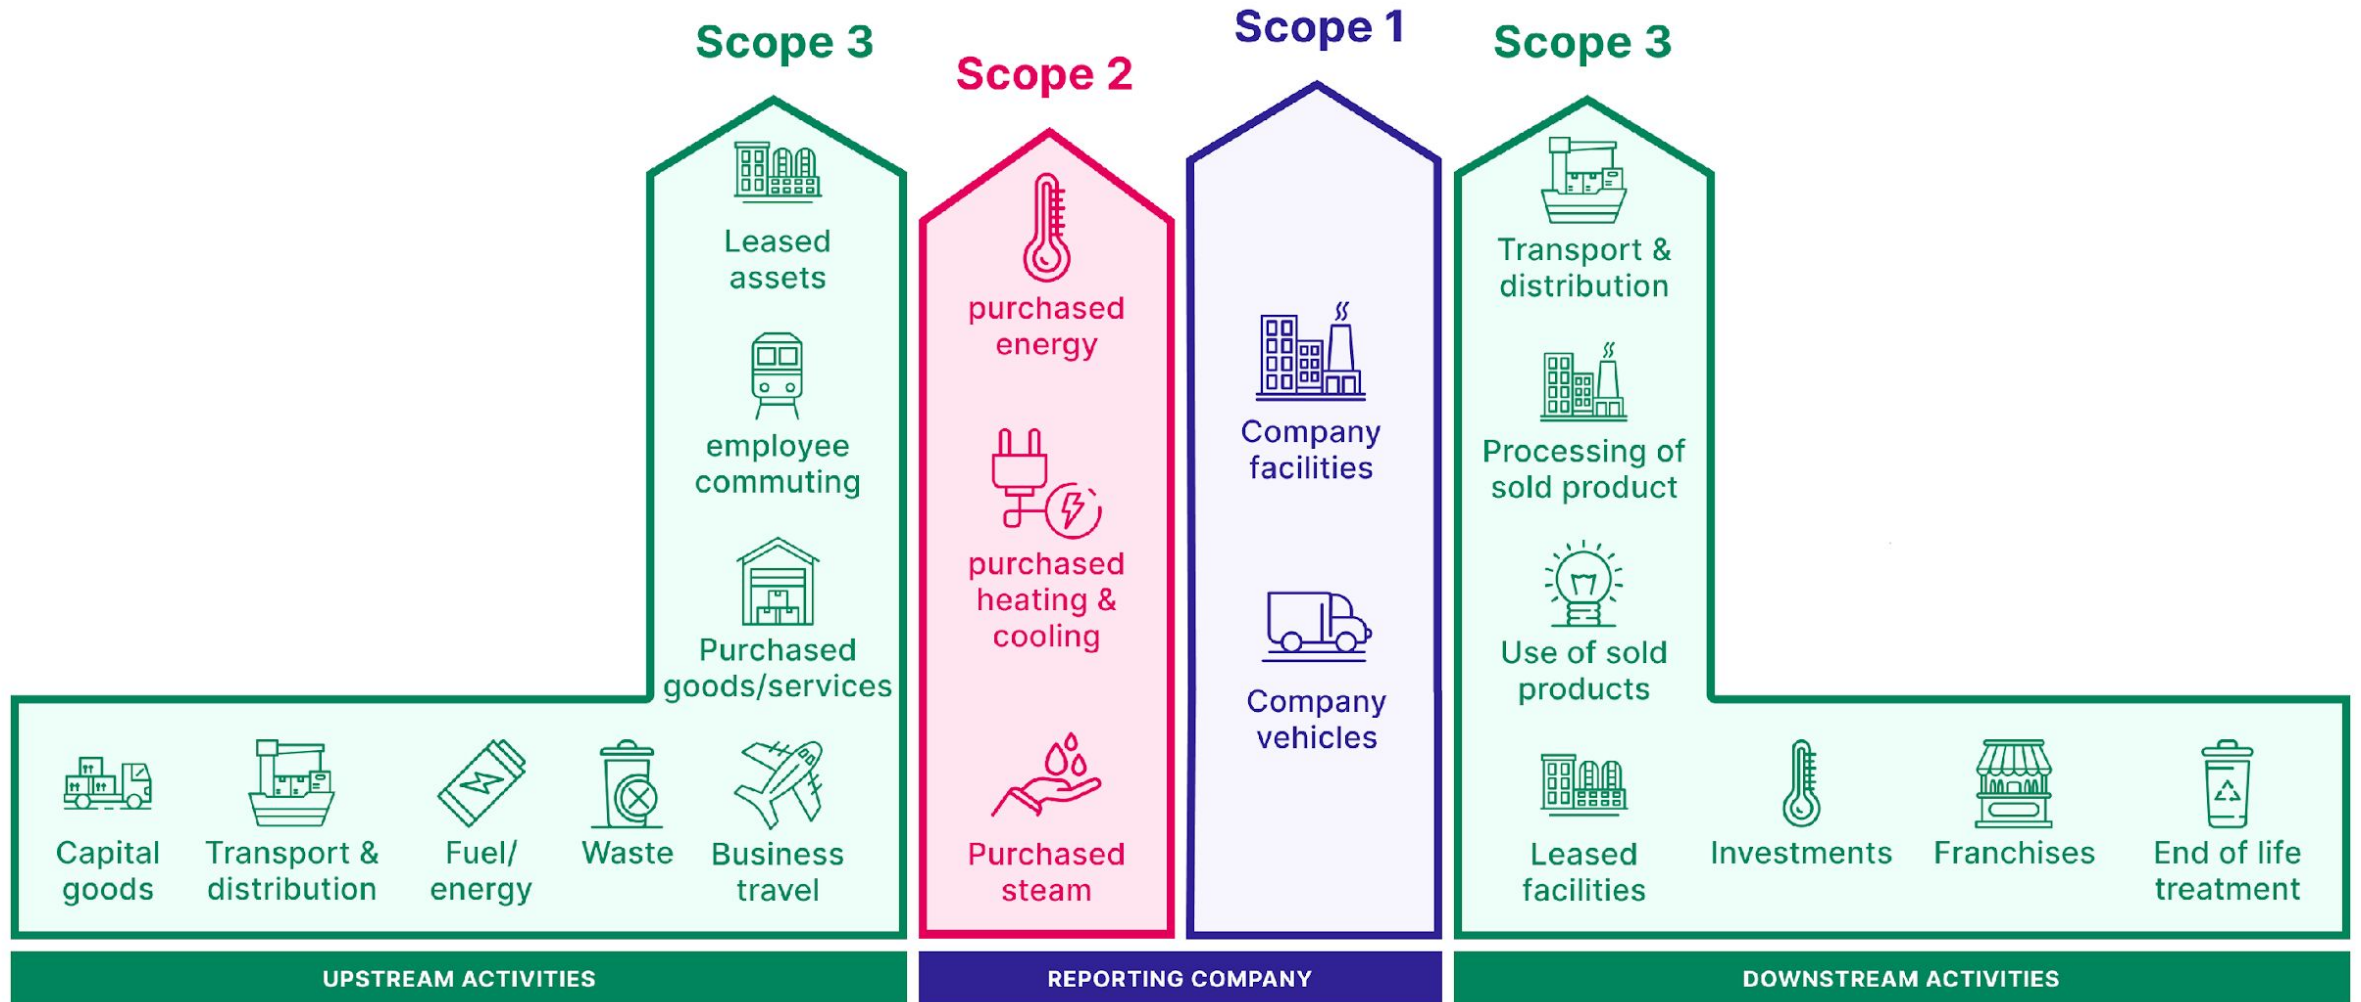 Scope 3
Leased
assets
employee
commuting
Purchased
goods/services
Capital
goods
Transport &
distribution
Fuel/
energy
Waste
Business
travel
UPSTREAM ACTIVITIES
Scope 2
purchased
energy
purchased
heating &
cooling
Purchased
steam
Scope 1
Company
facilities
Company
vehicles
REPORTING COMPANY
Scope 3
Transport &
distribution
Processing of
sold product
Use of sold
products
Leased
facilities
Investments
Franchises
End of life
treatment
DOWNSTREAM ACTIVITIES